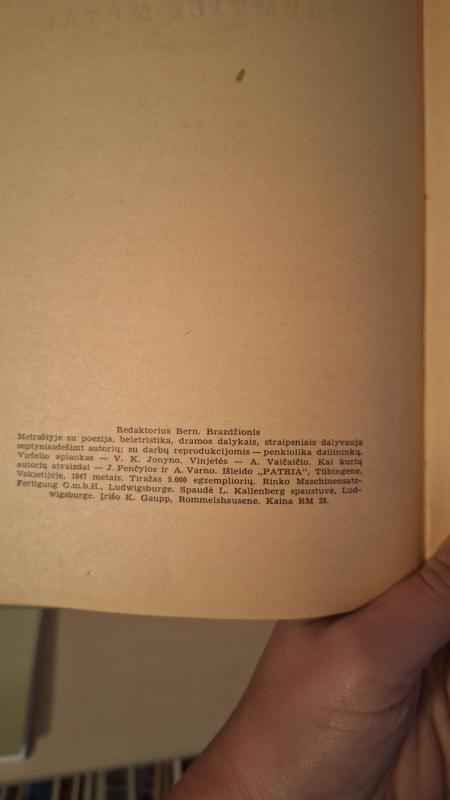 Redaktorius Bern. Brazdžionis
Metraštyje su poezija, beletristika, dramos dalykais, straipsniais dalyvauja
septyniasdešimt autorių; su darbų reprodukcijomis — penkiolika dailininkų.
Viršelio aplankas — V. K. Jonyno. Vinjetės — A. Vaičaičio. Kai kurių
autorių atvaizdai — J. Penčylos ir A. Varno. Išleido „PATRIA", Tübingene,
Vokietijoje, 1947 metais. Tiražas 5.000 egzempliorių. Rinko Maschinensatz-
Fertigung G.m.b.H., Ludwigsburge. Spaudė L. Kallenberg spaustuvė, Lud-
wigsburge. Įrišo K. Gaupp, Rommelshausene. Kaina RM 25.